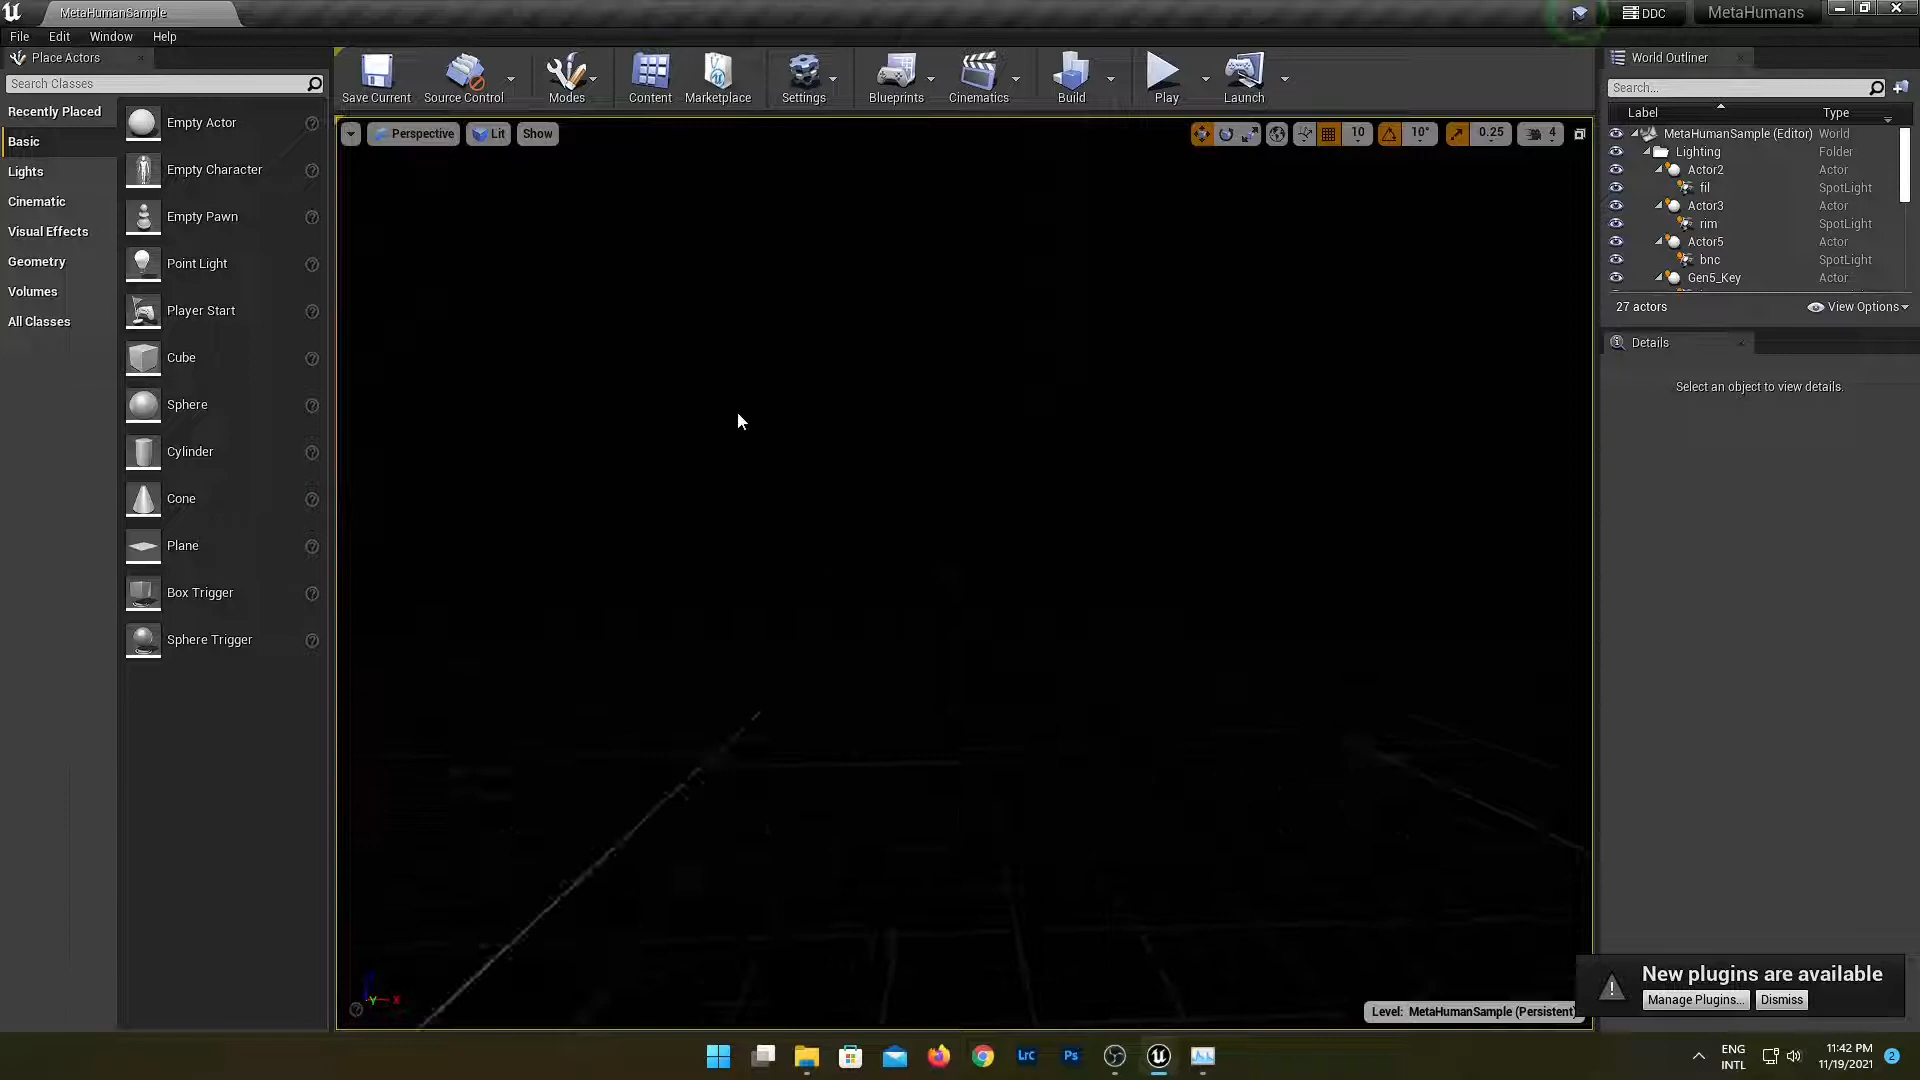 MetaHumanSample
DDC
MetaHumans
File
Edit
Window
Help
Place Actors
Search Classes
Recently Placed
Basic
Lights
Cinematic
Visual Effects
Geometry
Volumes
All Classes
Empty Actor
Empty Character
Empty Pawn
Point Light
Player Start
Cube
Sphere
Cylinder
Cone
Plane
Box Trigger
Sphere Trigger
Save Current
Source Control
Modes
Content
Marketplace
Settings
Blueprints
Cinematics
Build
Play
Launch
Perspective
Lit
Show
10
10°
0.25
4
Y
X
Level: MetaHumanSample (Persistent)
World Outliner
Search...
Label Type
MetaHumanSample (Editor) World
Lighting Folder
Actor2 Actor
fil SpotLight
Actor3 Actor
rim SpotLight
Actor5 Actor
bnc SpotLight
Gen5_Key Actor
27 actors
View Options
Details
Select an object to view details.
New plugins are available
Manage Plugins...
Dismiss
LrC
Ps
ENG
INTL
11:42 PM
11/19/2021
2